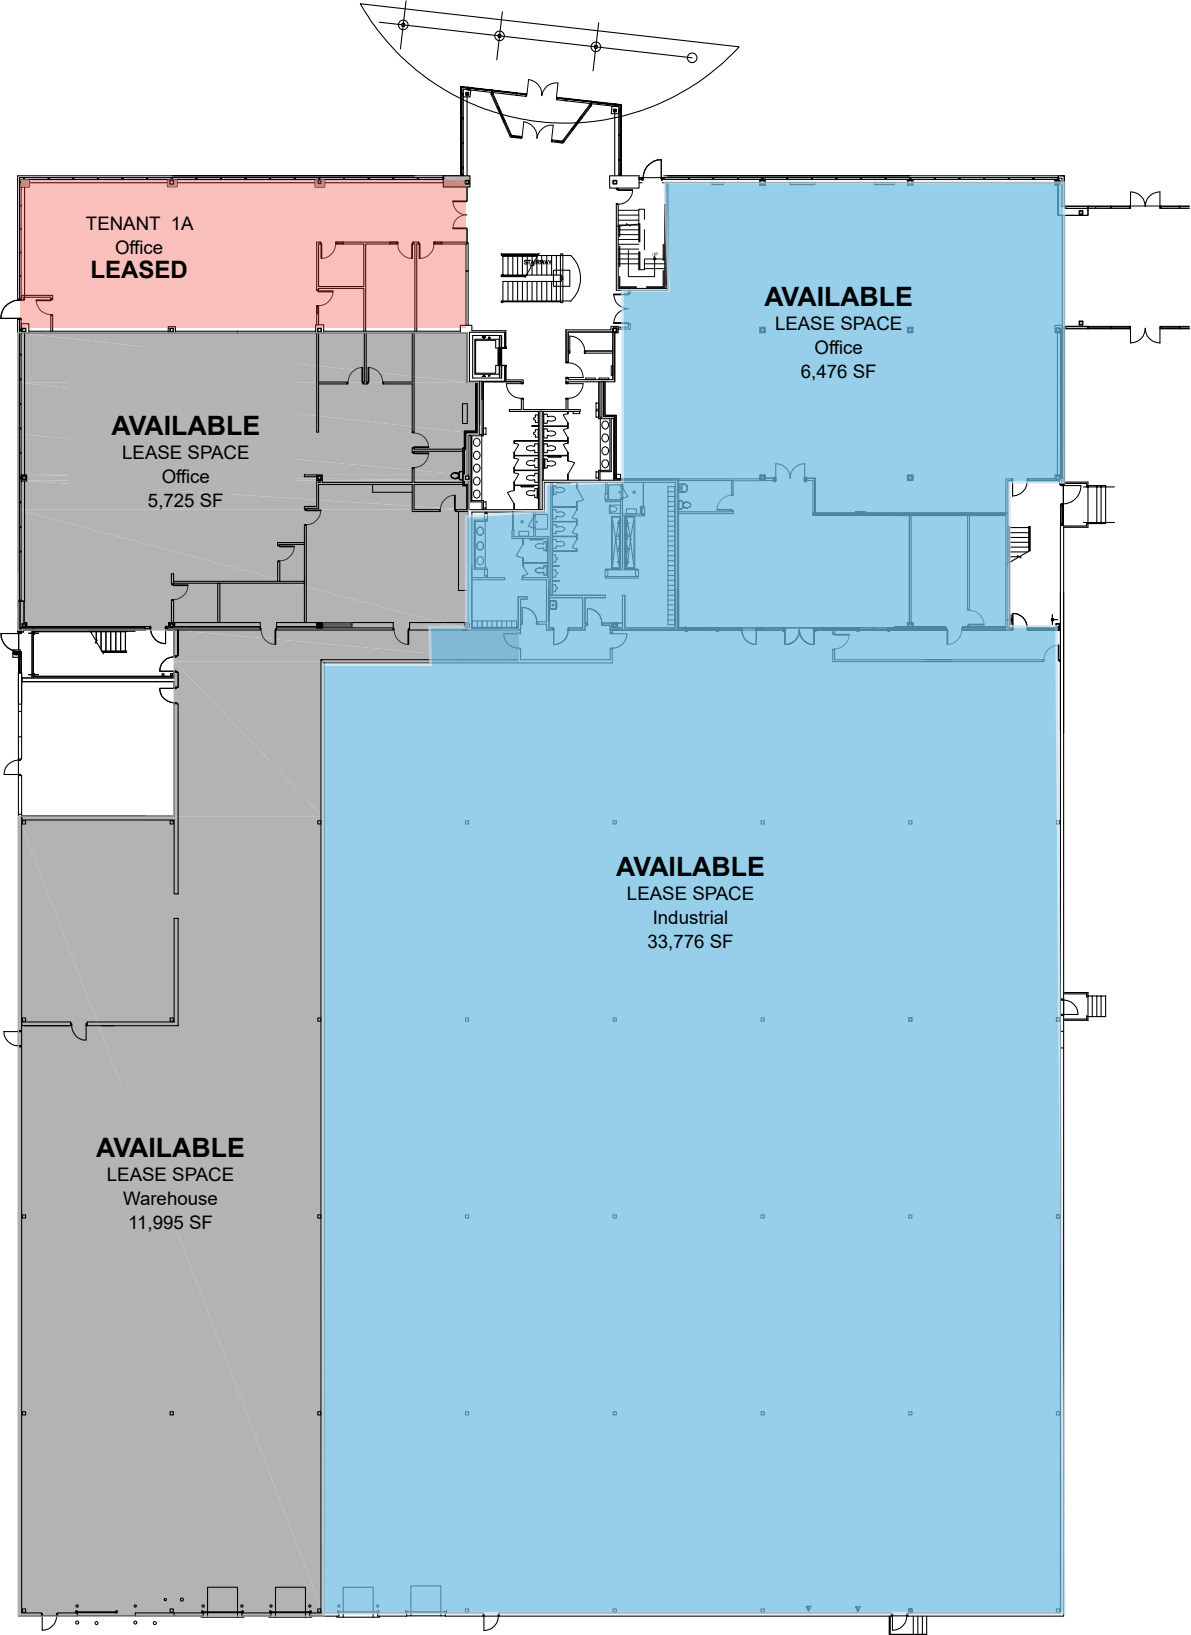 TENANT 1A
Office
LEASED
STAIRWAY
AVAILABLE
LEASE SPACE
Office
6,476 SF
AVAILABLE
LEASE SPACE
Office
5,725 SF
AVAILABLE
LEASE SPACE
Industrial
33,776 SF
AVAILABLE
LEASE SPACE
Warehouse
11,995 SF